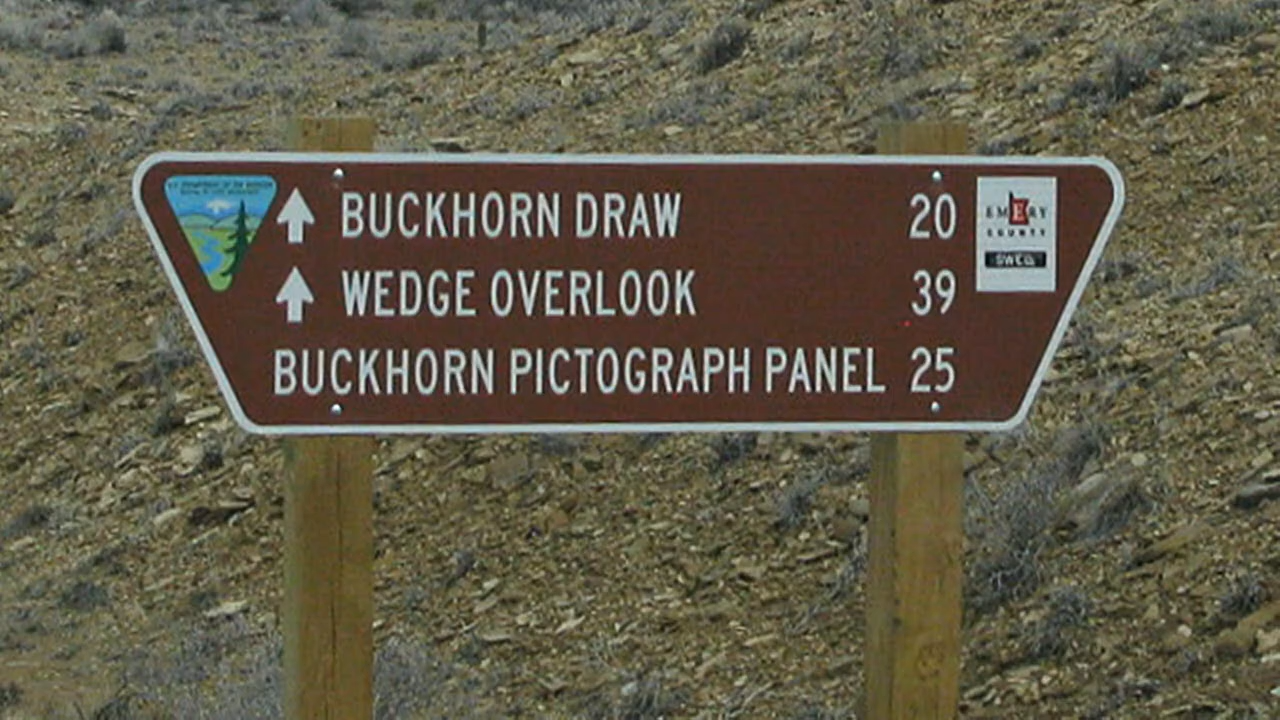 BUCKHORN DRAW 20
WEDGE OVERLOOK 39
BUCKHORN PICTOGRAPH PANEL 25
EMERY
COUNTY